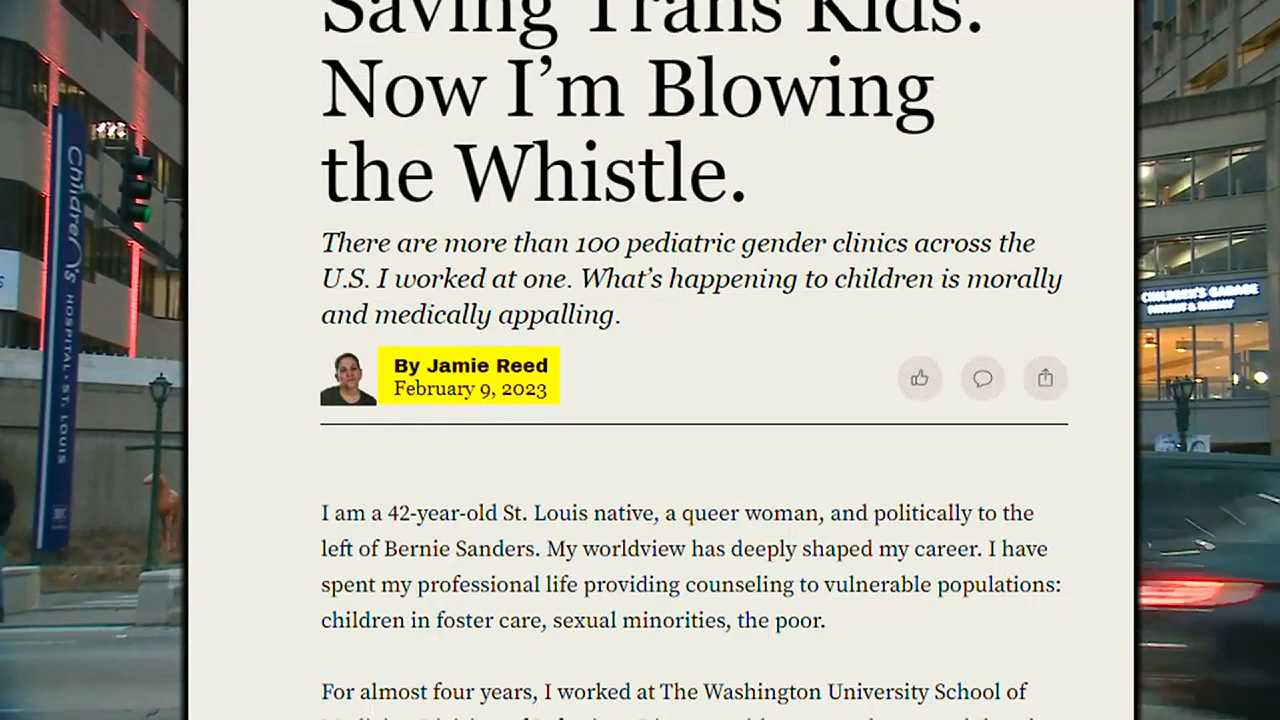 Saving Trans Kids.
Now I'm Blowing
the Whistle.
There are more than 100 pediatric gender clinics across the
U.S. I worked at one. What's happening to children is morally
and medically appalling.
By Jamie Reed
February 9, 2023
I am a 42-year-old St. Louis native, a queer woman, and politically to the
left of Bernie Sanders. My worldview has deeply shaped my career. I have
spent my professional life providing counseling to vulnerable populations:
children in foster care, sexual minorities, the poor.
For almost four years, I worked at The Washington University School of
Children's HOSPITAL • ST. LOUIS
CHILDREN'S GARAGE